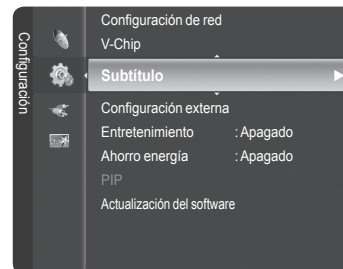 Configuración
Configuración de red
V-Chip
Subtítulo
Configuración externa
Entretenimiento : Apagado
Ahorro energía : Apagado
PIP
Actualización del software